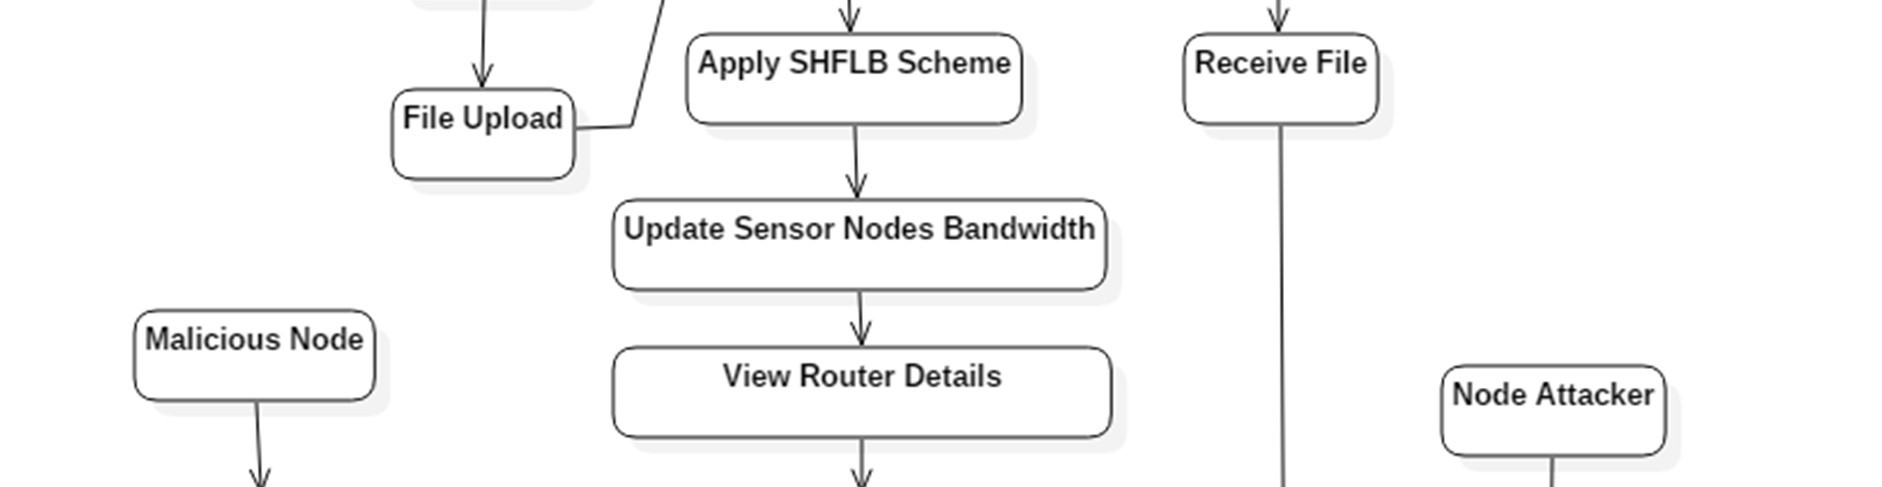 Apply SHFLB Scheme
Receive File
File Upload
Update Sensor Nodes Bandwidth
Malicious Node
View Router Details
Node Attacker